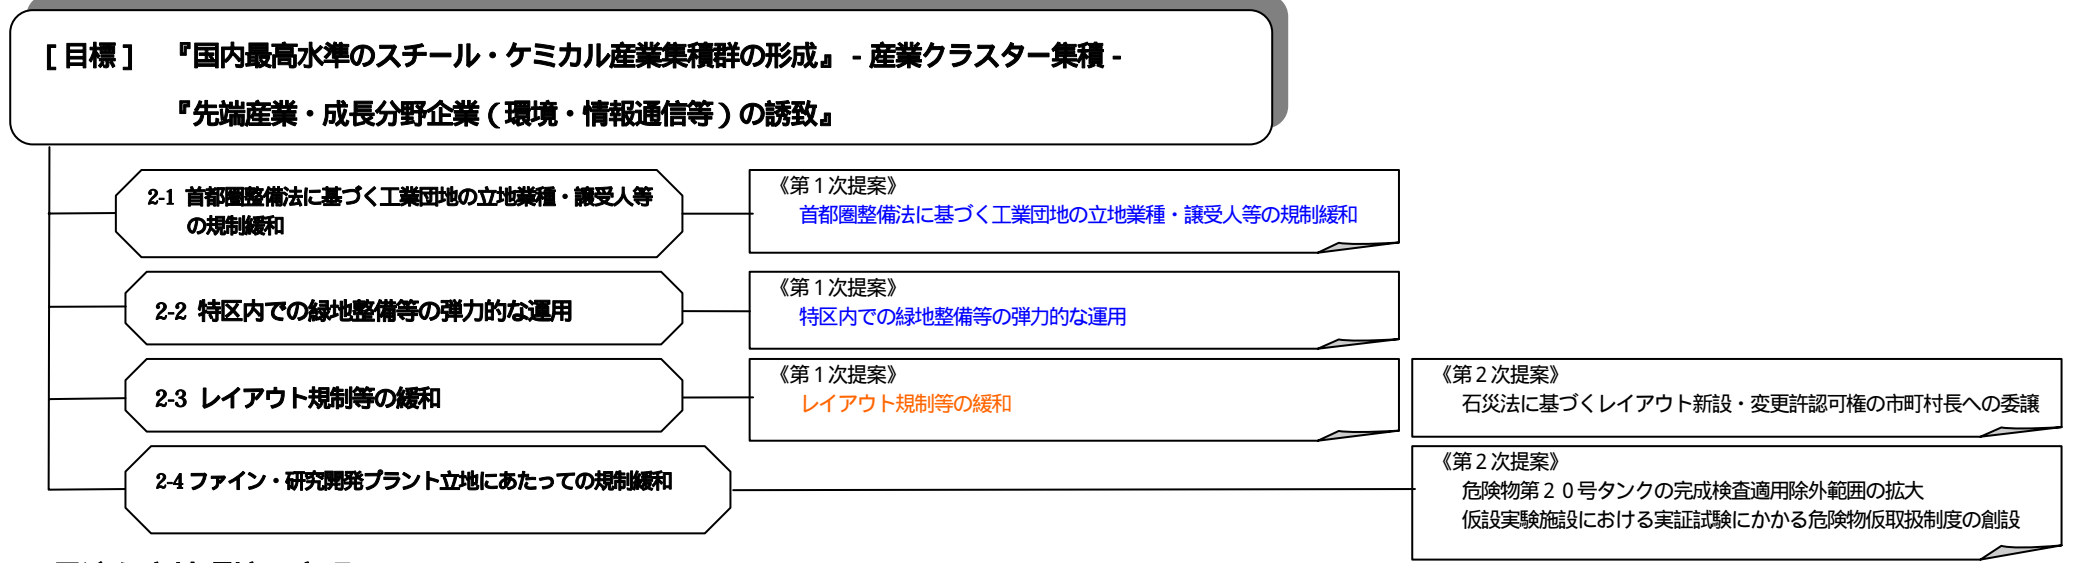 [ 目標 ] 『国内最高水準のスチール・ケミカル産業集積群の形成』 - 産業クラスター集積 -
『先端産業・成長分野企業（環境・情報通信等）の誘致』
2-1 首都圏整備法に基づく工業団地の立地業種・譲受人等
の規制緩和
《第１次提案》
首都圏整備法に基づく工業団地の立地業種・譲受人等の規制緩和
2-2 特区内での緑地整備等の弾力的な運用
《第１次提案》
特区内での緑地整備等の弾力的な運用
2-3 レイアウト規制等の緩和
《第１次提案》
レイアウト規制等の緩和
《第２次提案》
石災法に基づくレイアウト新設・変更許認可権の市町村長への委譲
2-4 ファイン・研究開発プラント立地にあたっての規制緩和
《第２次提案》
危険物第２０号タンクの完成検査適用除外範囲の拡大
仮設実験施設における実証試験にかかる危険物仮取扱制度の創設